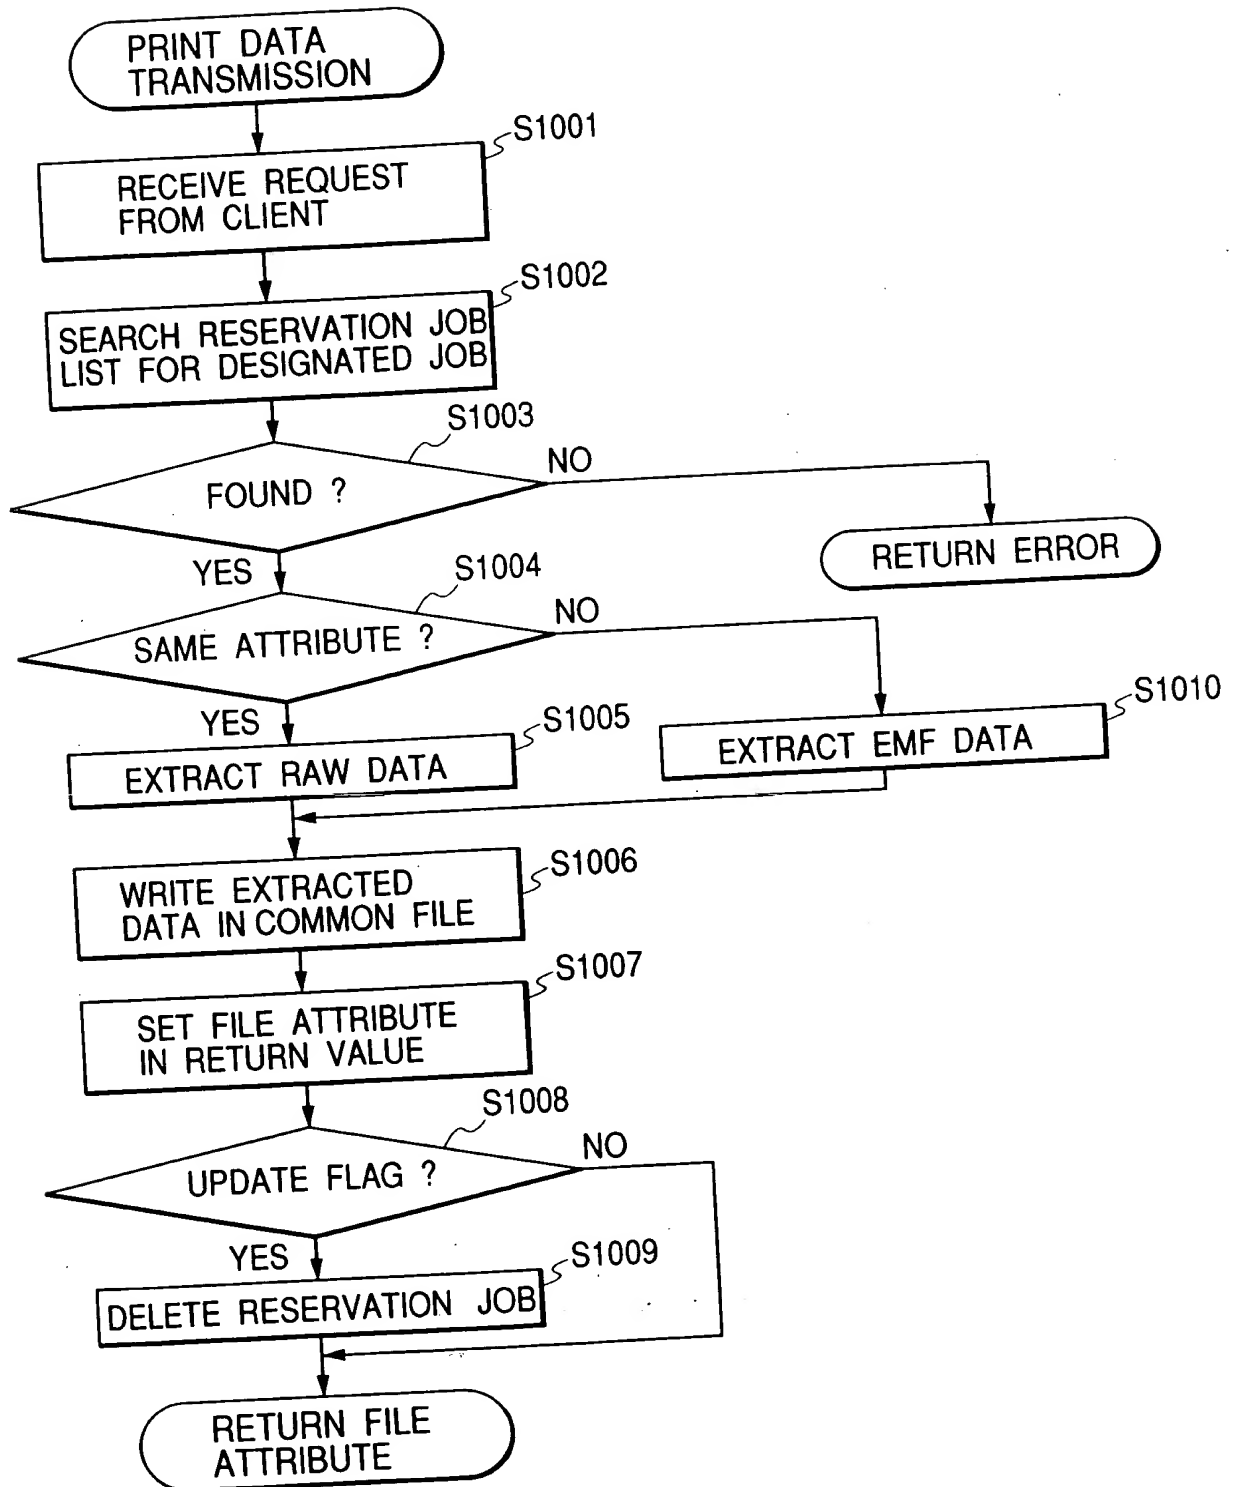 PRINT DATA
TRANSMISSION
S1001
RECEIVE REQUEST
FROM CLIENT
S1002
SEARCH RESERVATION JOB
LIST FOR DESIGNATED JOB
S1003
FOUND ?
NO
RETURN ERROR
YES
S1004
SAME ATTRIBUTE ?
NO
YES
S1005
EXTRACT RAW DATA
S1010
EXTRACT EMF DATA
S1006
WRITE EXTRACTED
DATA IN COMMON FILE
S1007
SET FILE ATTRIBUTE
IN RETURN VALUE
S1008
UPDATE FLAG ?
NO
YES
S1009
DELETE RESERVATION JOB
RETURN FILE
ATTRIBUTE